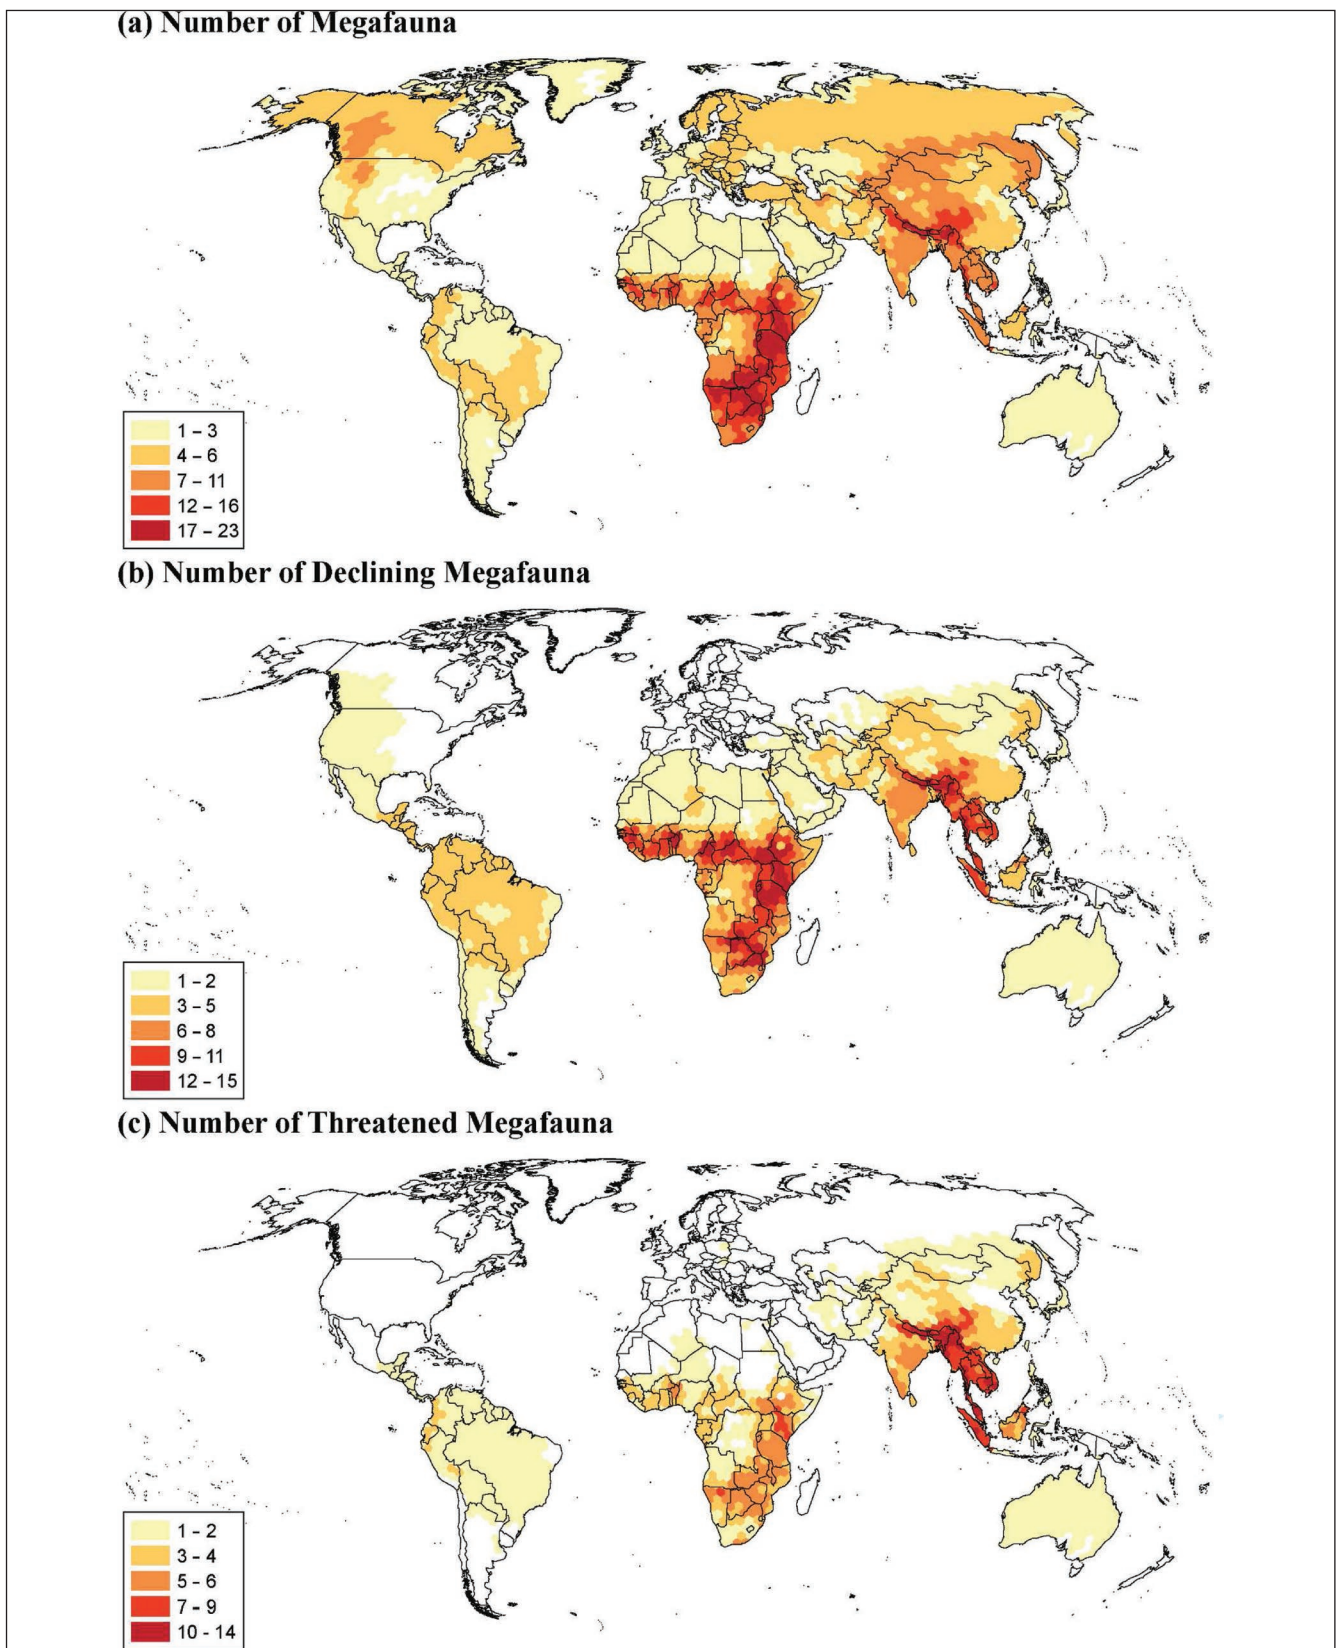 (a) Number of Megafauna
1 – 3
4 – 6
7 – 11
12 – 16
17 – 23
(b) Number of Declining Megafauna
1 – 2
3 – 5
6 – 8
9 – 11
12 – 15
(c) Number of Threatened Megafauna
1 – 2
3 – 4
5 – 6
7 – 9
10 – 14